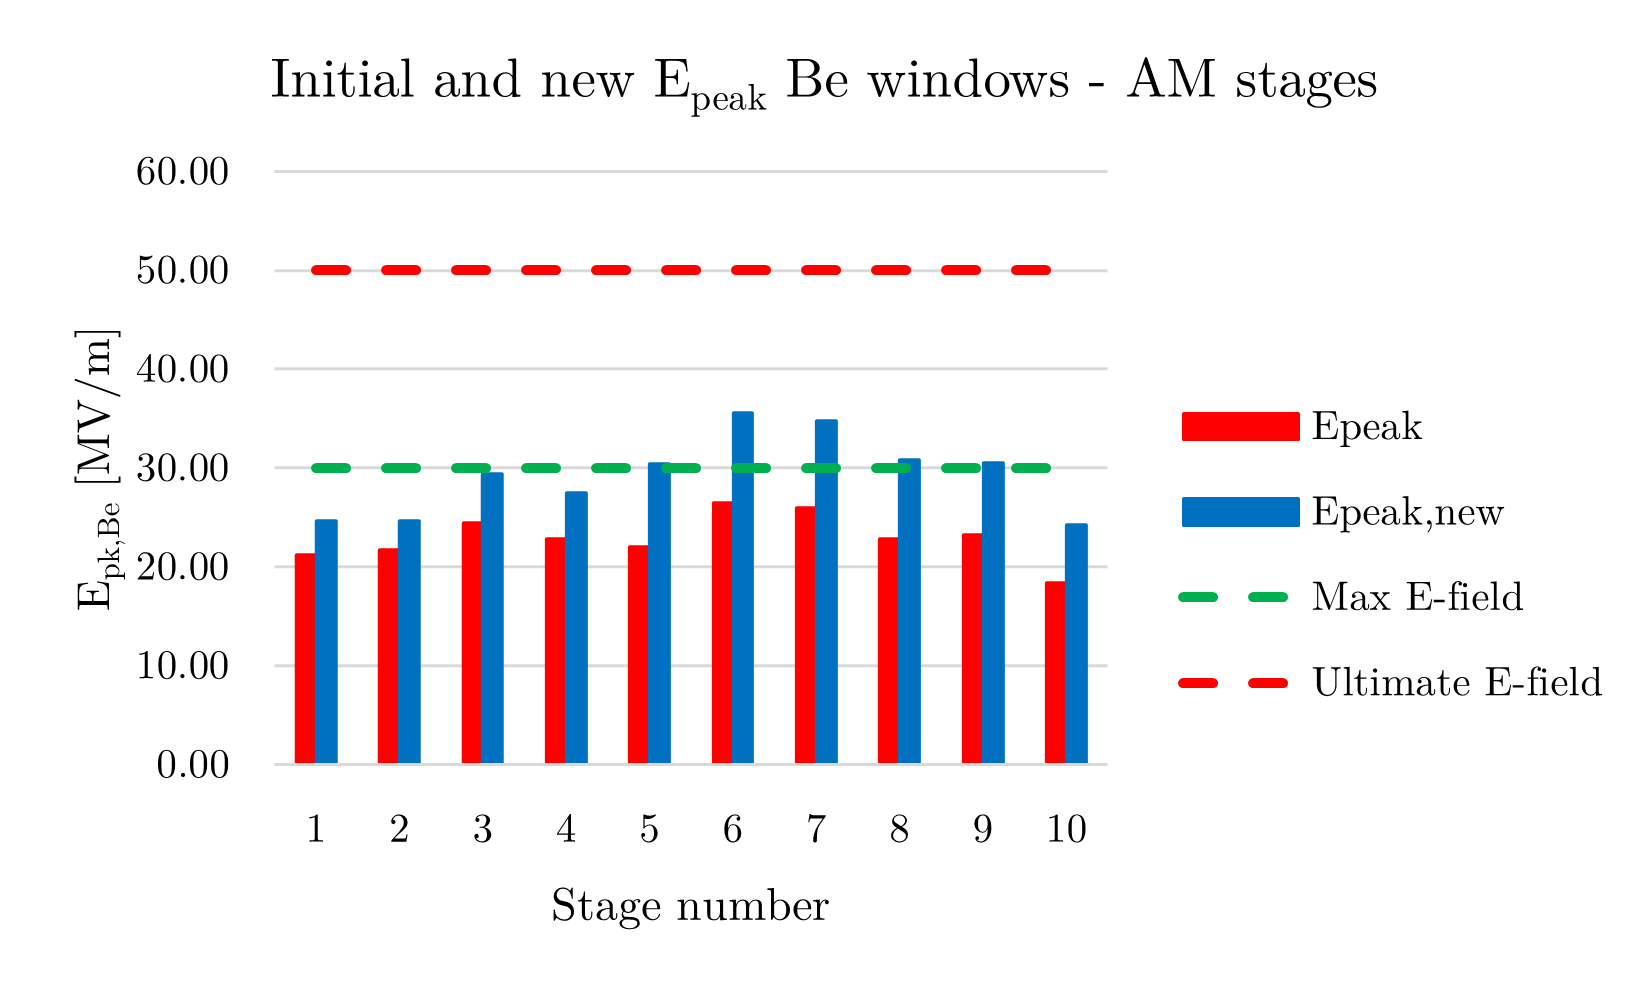 Initial and new Epeak Be windows - AM stages
60.00
50.00
40.00
30.00
20.00
10.00
0.00
Epk,Be [MV/m]
1 2 3 4 5 6 7 8 9 10
Stage number
Epeak
Epeak,new
Max E-field
Ultimate E-field